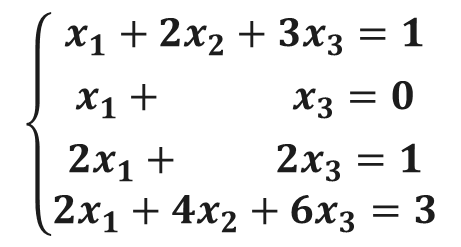 x₁ + 2x₂ + 3x₃ = 1
x₁ + x₃ = 0
2x₁ + 2x₃ = 1
2x₁ + 4x₂ + 6x₃ = 3